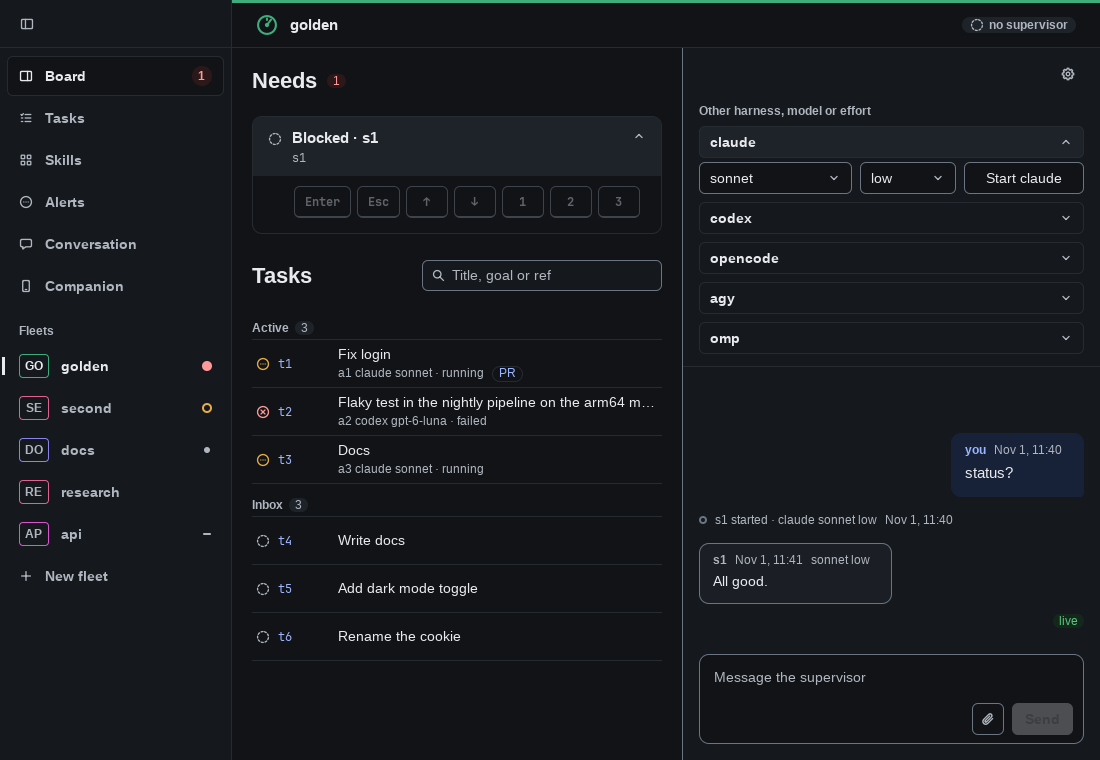 golden
no supervisor
Board 1
Tasks
Skills
Alerts
Conversation
Companion
Fleets
GO golden
SE second
DO docs
RE research
AP api
New fleet
Needs 1
Blocked · s1
s1
Enter Esc ↑ ↓ 1 2 3
Tasks
Title, goal or ref
Active 3
t1 Fix login
a1 claude sonnet · running PR
t2 Flaky test in the nightly pipeline on the arm64 m…
a2 codex gpt-6-luna · failed
t3 Docs
a3 claude sonnet · running
Inbox 3
t4 Write docs
t5 Add dark mode toggle
t6 Rename the cookie
Other harness, model or effort
claude
sonnet low Start claude
codex
opencode
agy
omp
you Nov 1, 11:40
status?
s1 started · claude sonnet low Nov 1, 11:40
s1 Nov 1, 11:41 sonnet low
All good.
live
Message the supervisor
Send